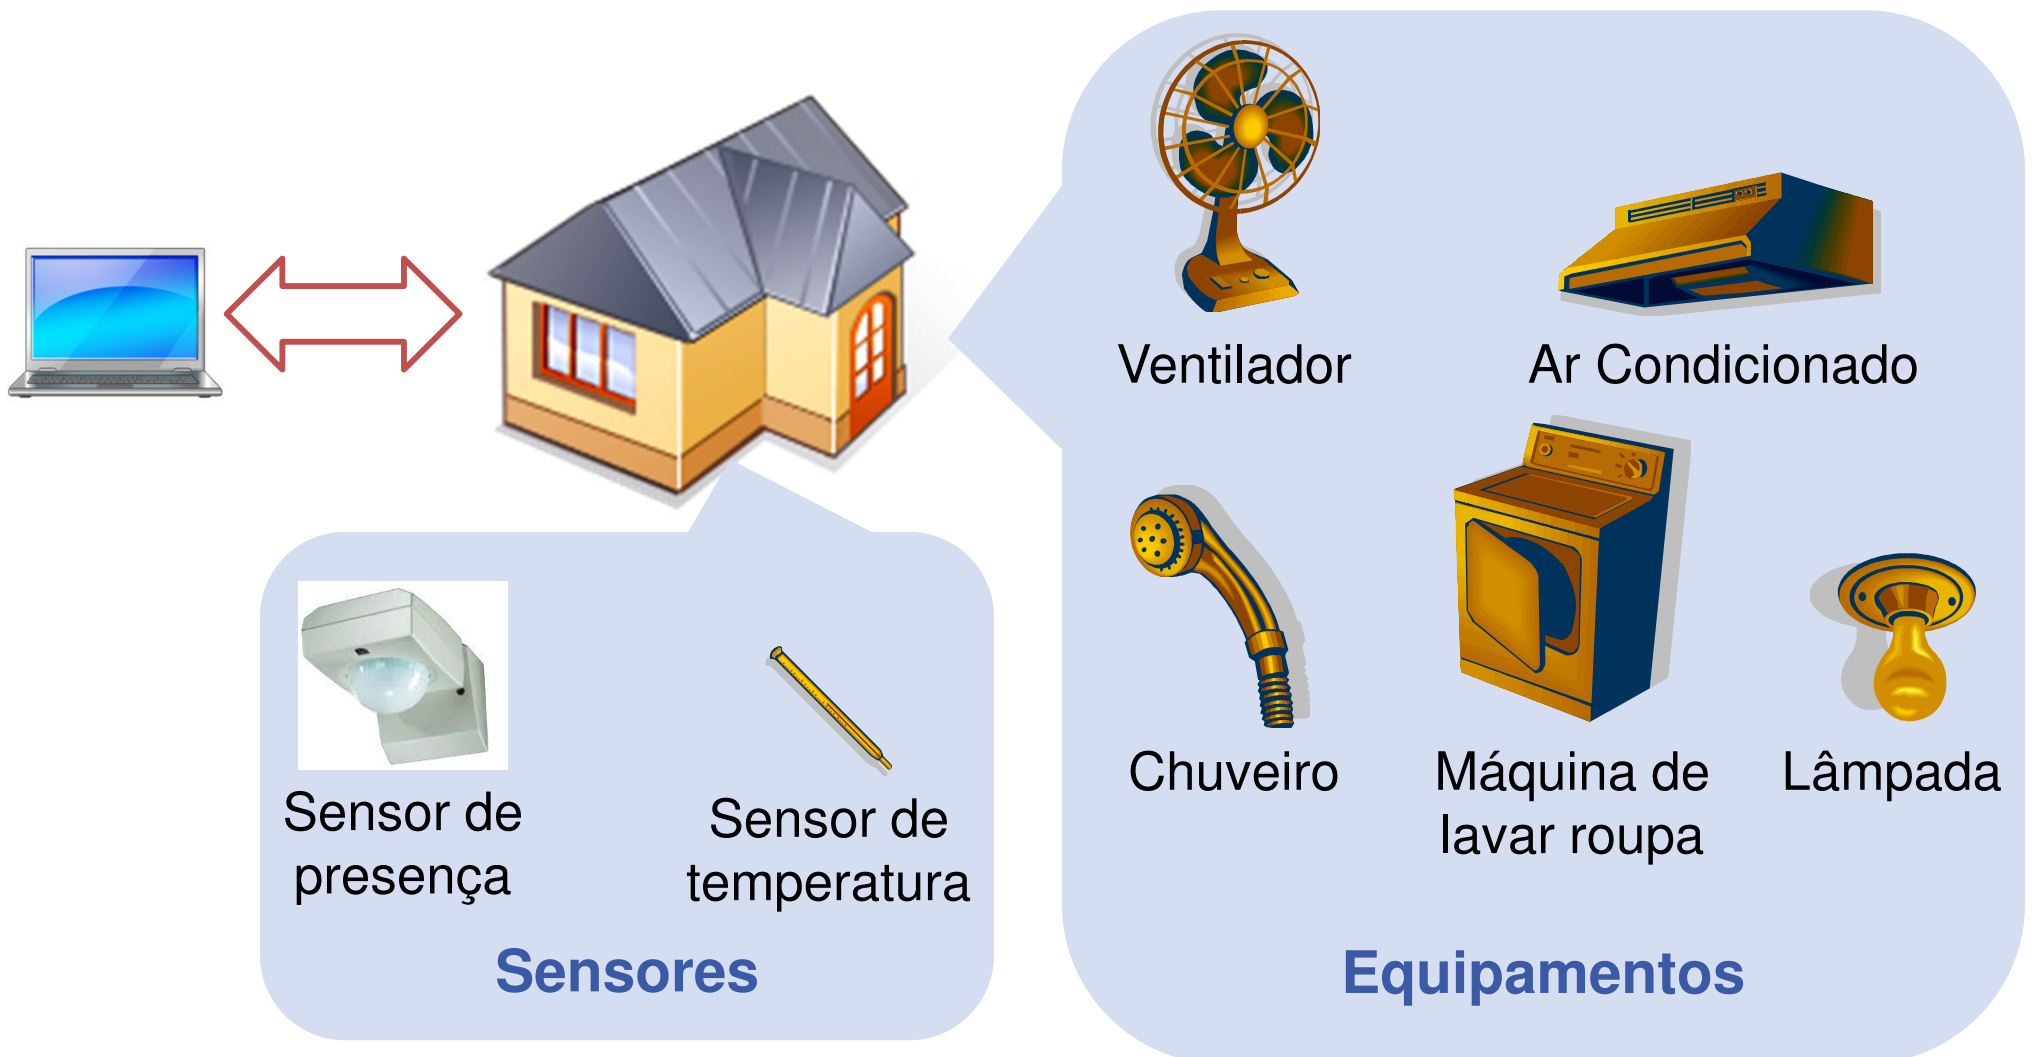 Ventilador
Ar Condicionado
Chuveiro
Máquina de
lavar roupa
Lâmpada
Equipamentos
Sensor de
presença
Sensor de
temperatura
Sensores